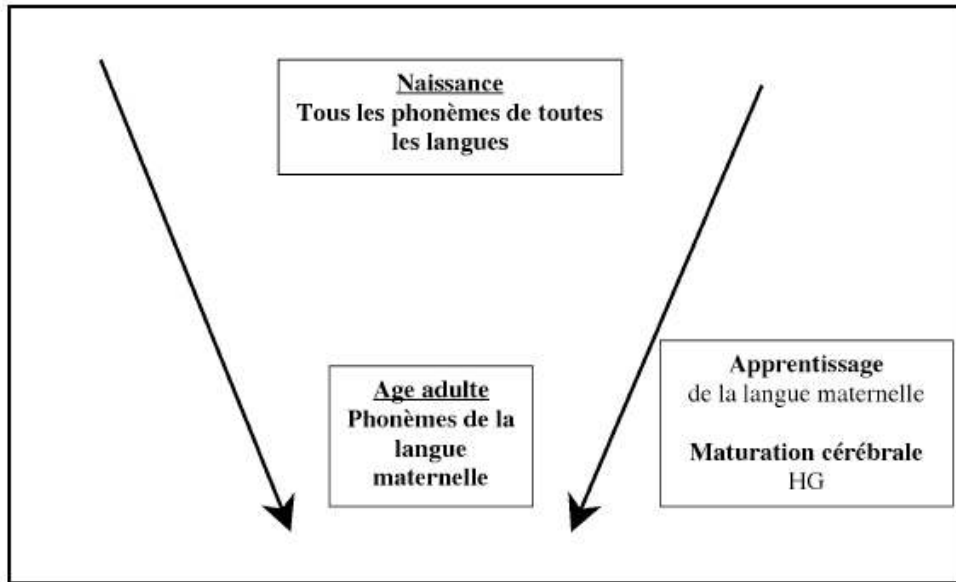 Naissance
Tous les phonèmes de toutes
les langues
Age adulte
Phonèmes de la
langue
maternelle
Apprentissage
de la langue maternelle
Maturation cérébrale
HG